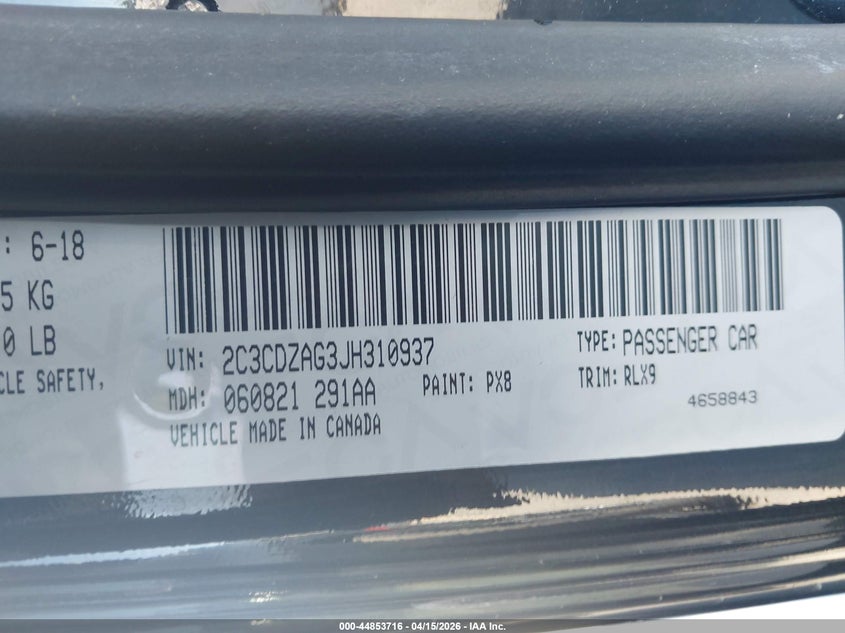 : 6-18
5 KG
0 LB
CLE SAFETY,
VIN: 2C3CDZAG3JH310937
TYPE: PASSENGER CAR
MDH: 060821 291AA
PAINT: PX8
TRIM: RLX9
VEHICLE MADE IN CANADA
4658843
000-44853716 - 04/15/2026 - IAA Inc.